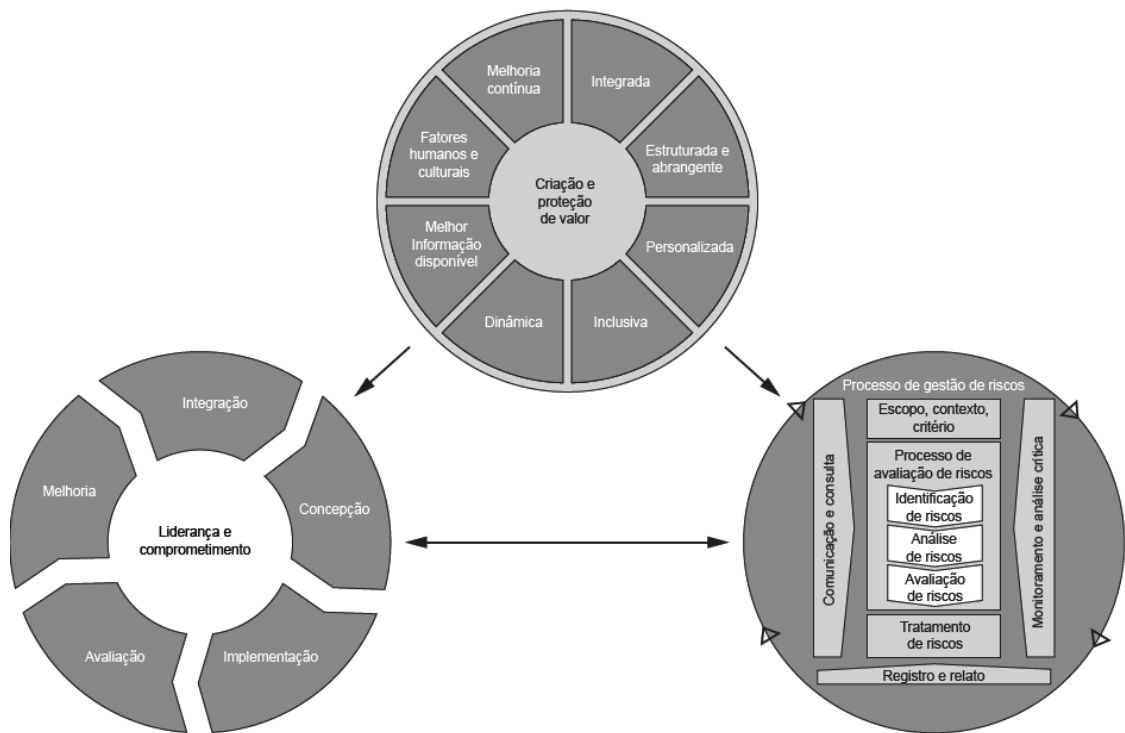 Melhoria
contínua
Integrada
Estruturada e
abrangente
Personalizada
Inclusiva
Dinâmica
Melhor
Informação
disponível
Fatores
humanos e
culturais
Criação e
proteção
de valor
Integração
Concepção
Implementação
Avaliação
Melhoria
Liderança e
comprometimento
Processo de gestão de riscos
Escopo, contexto,
critério
Processo de
avaliação de riscos
Identificação
de riscos
Análise
de riscos
Avaliação
de riscos
Tratamento
de riscos
Comunicação e consulta
Monitoramento e análise crítica
Registro e relato